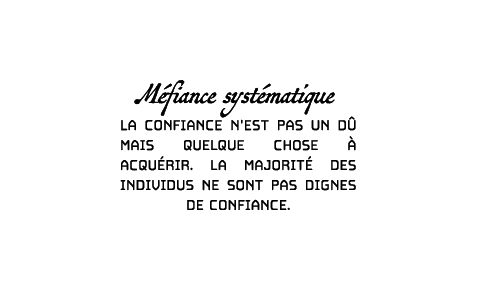 Méfiance systématique
LA CONFIANCE N'EST PAS UN DÛ
MAIS QUELQUE CHOSE À
ACQUÉRIR. LA MAJORITÉ DES
INDIVIDUS NE SONT PAS DIGNES
DE CONFIANCE.